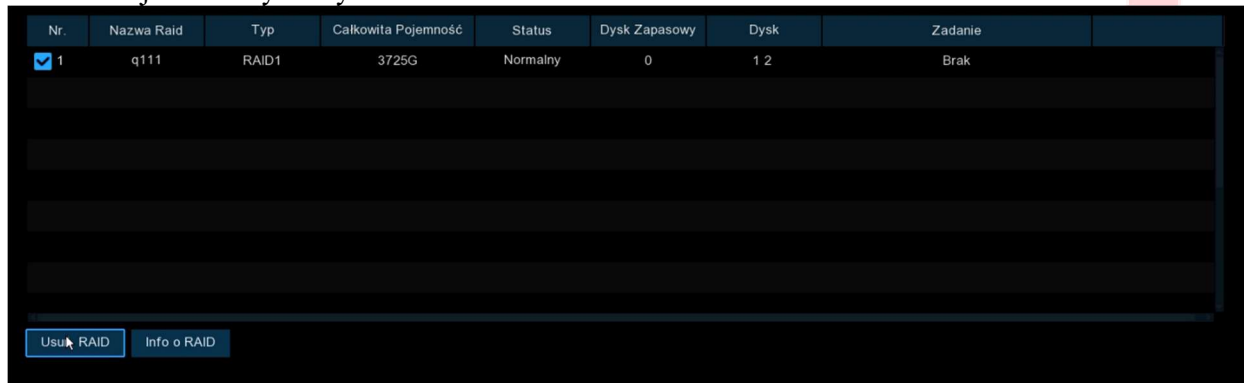 Nr. Nazwa Raid Typ Całkowita Pojemność Status Dysk Zapasowy Dysk Zadanie
1 q111 RAID1 3725G Normalny 0 1 2 Brak
Usuń RAID Info o RAID